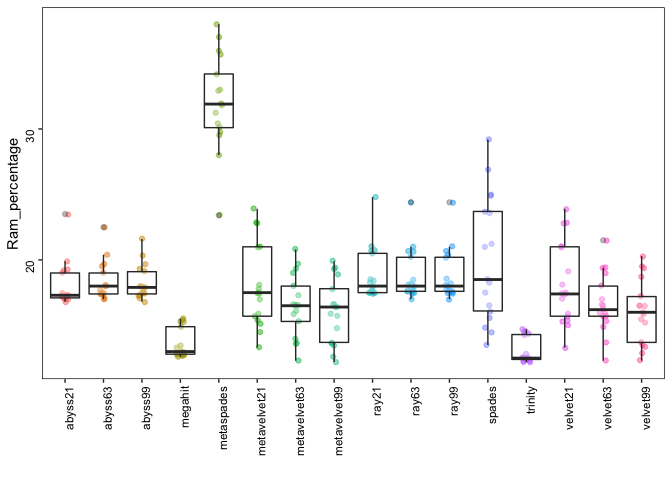 Ram_percentage
30
20
abyss21
abyss63
abyss99
megahit
metaspades
metavelvet21
metavelvet63
metavelvet99
ray21
ray63
ray99
spades
trinity
velvet21
velvet63
velvet99